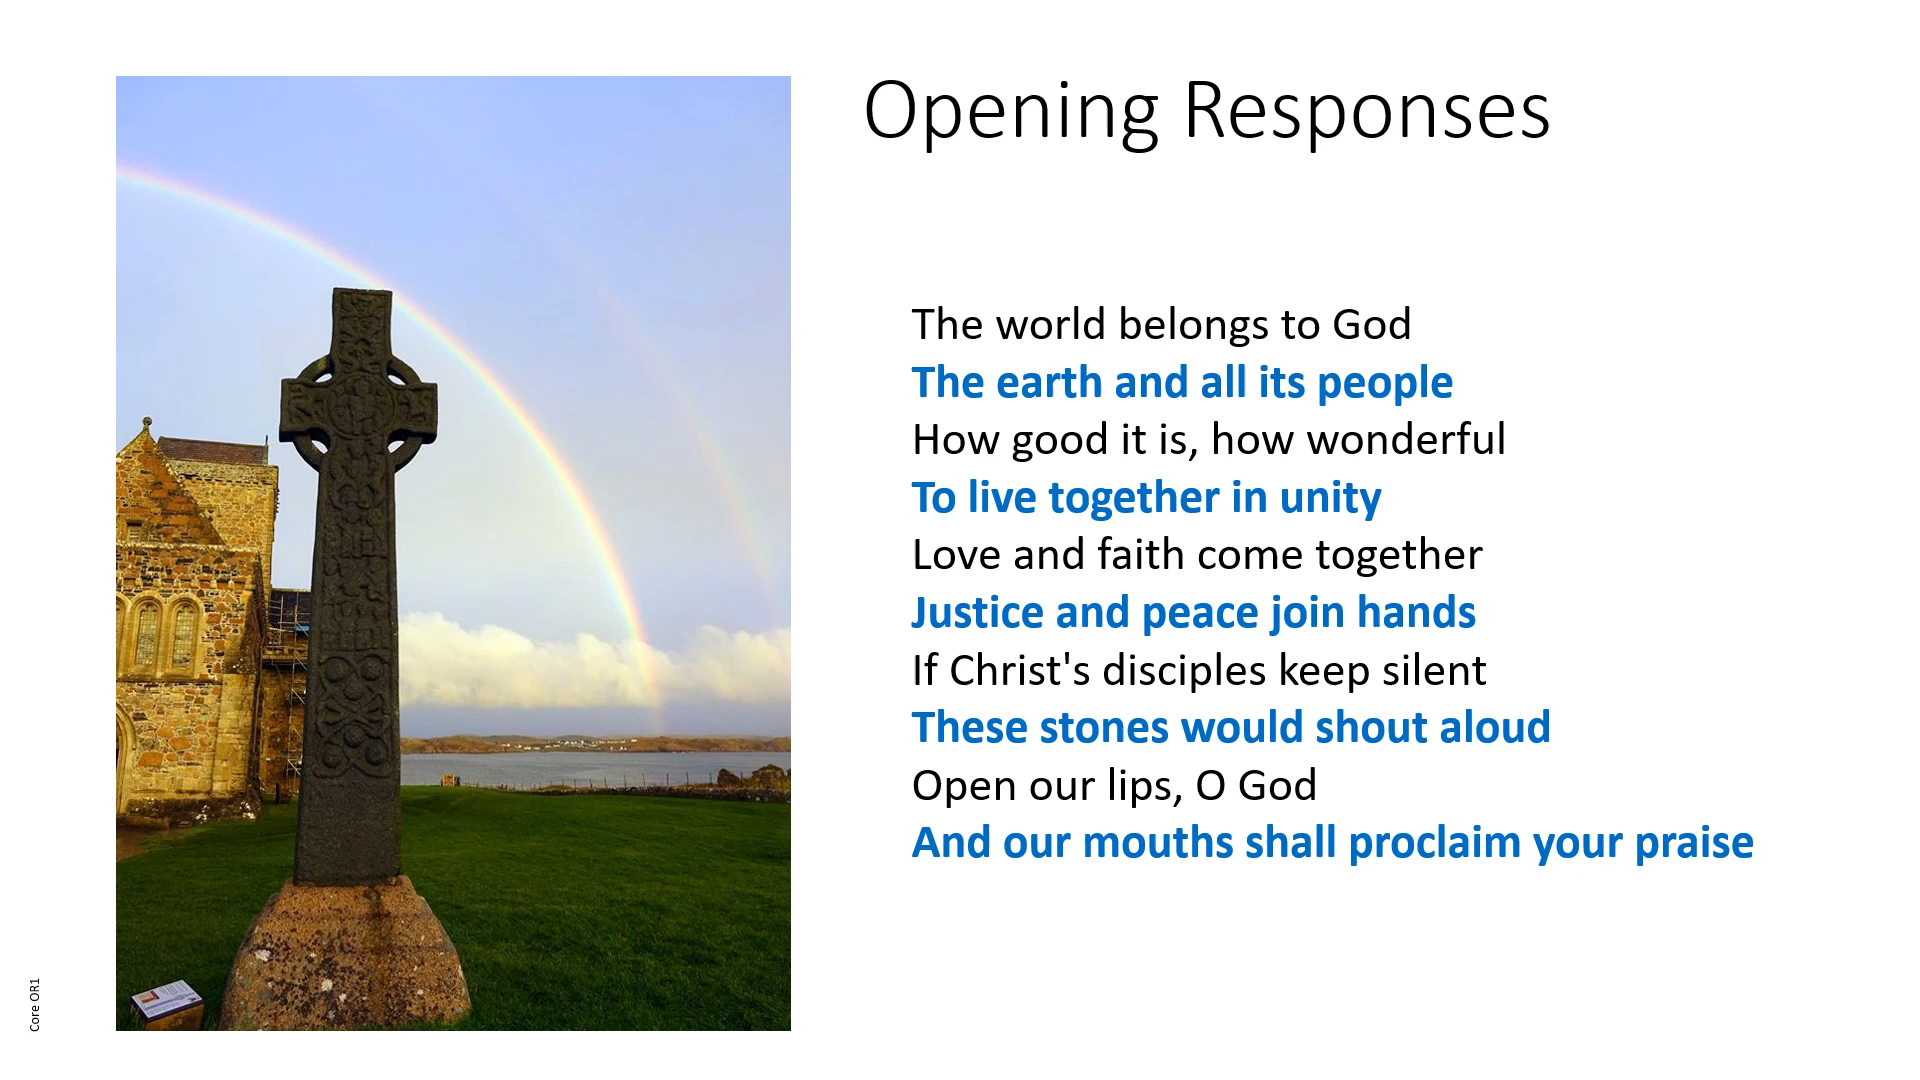 Opening Responses
The world belongs to God
The earth and all its people
How good it is, how wonderful
To live together in unity
Love and faith come together
Justice and peace join hands
If Christ's disciples keep silent
These stones would shout aloud
Open our lips, O God
And our mouths shall proclaim your praise
Core OR1